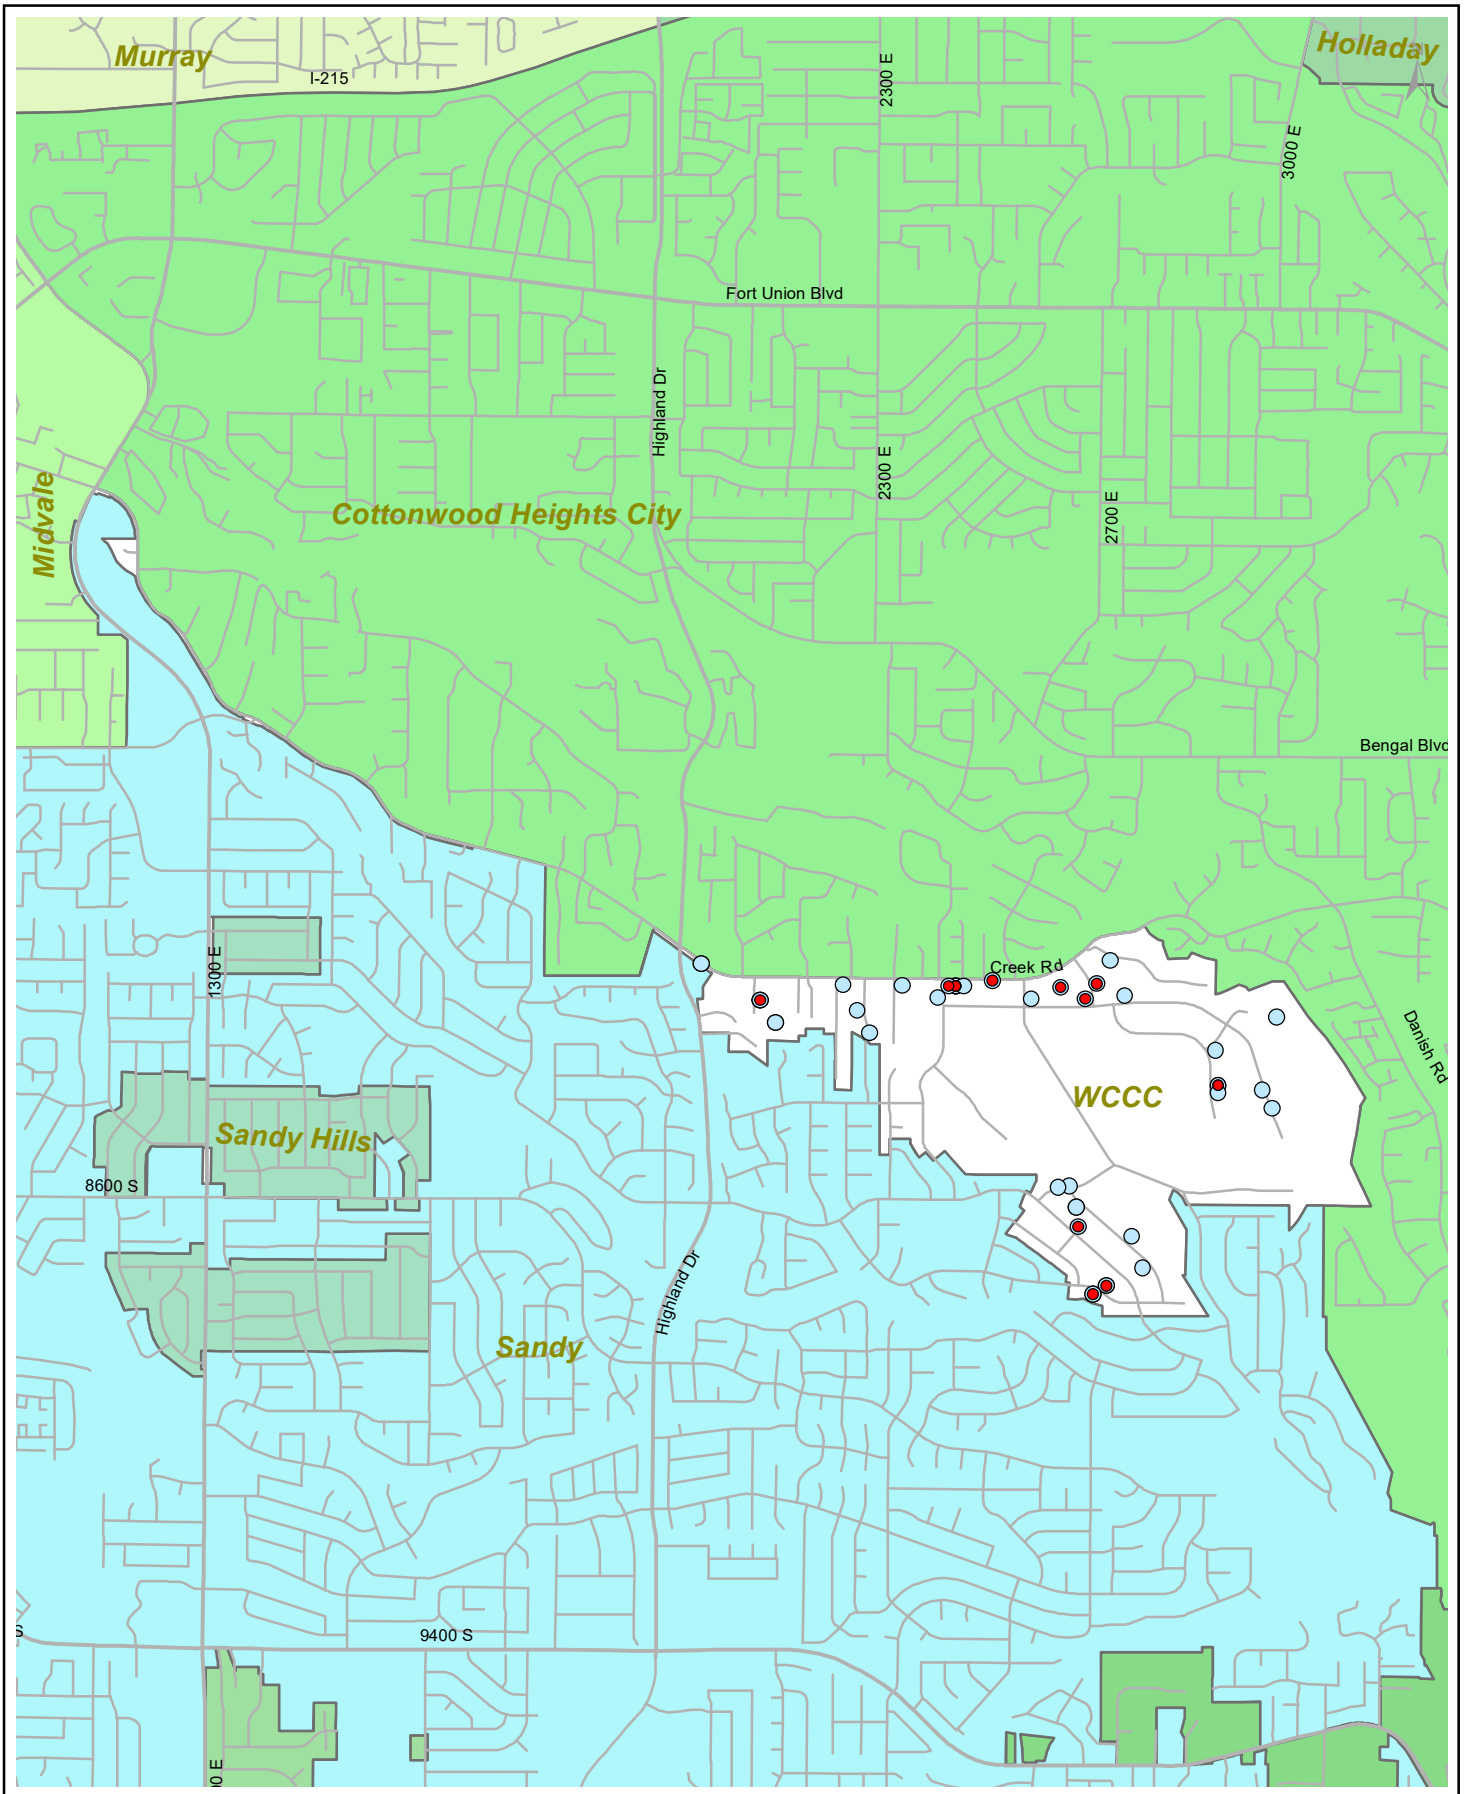 Murray
Holladay
I-215
2300 E
3000 E
Fort Union Blvd
Highland Dr
2300 E
Midvale
Cottonwood Heights City
2700 E
Bengal Blvd
1300 E
Creek Rd
Danish Rd
WCCC
Sandy Hills
8600 S
Highland Dr
Sandy
S
9400 S
00 E